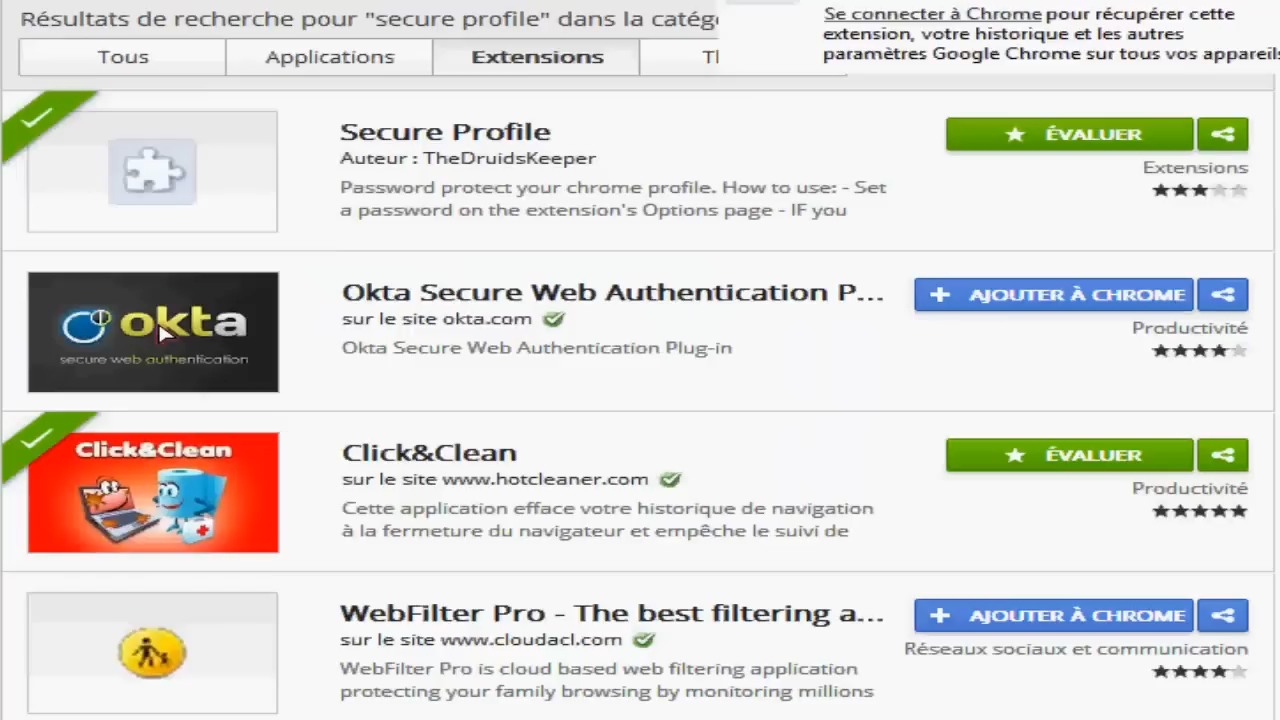 Résultats de recherche pour "secure profile" dans la catég
Se connecter à Chrome pour récupérer cette
extension, votre historique et les autres
paramètres Google Chrome sur tous vos appareils
Tous
Applications
Extensions
Secure Profile
Auteur : TheDruidsKeeper
Password protect your chrome profile. How to use: - Set
a password on the extension's Options page - IF you
ÉVALUER
Extensions
okta
secure web authentication
Okta Secure Web Authentication P...
sur le site okta.com
Okta Secure Web Authentication Plug-in
AJOUTER À CHROME
Productivité
Click&Clean
Click&Clean
sur le site www.hotcleaner.com
Cette application efface votre historique de navigation
à la fermeture du navigateur et empêche le suivi de
ÉVALUER
Productivité
WebFilter Pro - The best filtering a...
sur le site www.cloudacl.com
WebFilter Pro is cloud based web filtering application
protecting your family browsing by monitoring millions
AJOUTER À CHROME
Réseaux sociaux et communication